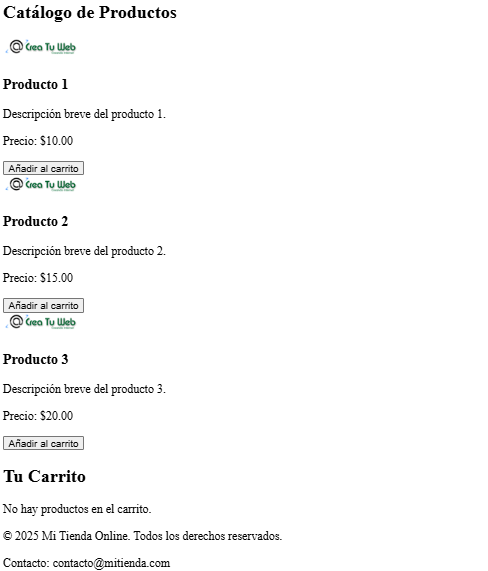 Catálogo de Productos
@ Crea Tu Web
Producto 1
Descripción breve del producto 1.
Precio: $10.00
Añadir al carrito
@ Crea Tu Web
Producto 2
Descripción breve del producto 2.
Precio: $15.00
Añadir al carrito
@ Crea Tu Web
Producto 3
Descripción breve del producto 3.
Precio: $20.00
Añadir al carrito
Tu Carrito
No hay productos en el carrito.
© 2025 Mi Tienda Online. Todos los derechos reservados.
Contacto: contacto@mitienda.com